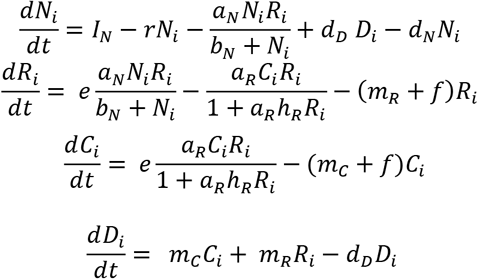 dN_i/dt = I_N − rN_i − a_N N_i R_i/(b_N + N_i) + d_D D_i − d_N N_i
dR_i/dt = e a_N N_i R_i/(b_N + N_i) − a_R C_i R_i/(1 + a_R h_R R_i) − (m_R + f)R_i
dC_i/dt = e a_R C_i R_i/(1 + a_R h_R R_i) − (m_C + f)C_i
dD_i/dt = m_C C_i + m_R R_i − d_D D_i